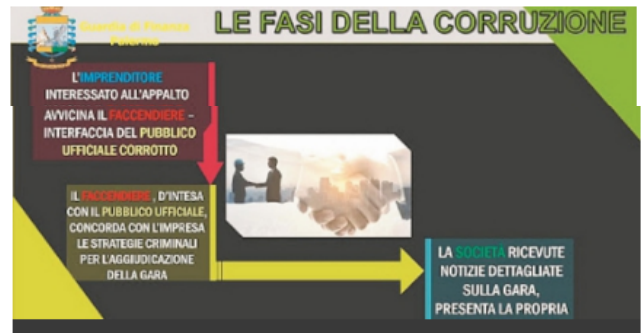 LE FASI DELLA CORRUZIONE
Guardia di Finanza
Palermo
L'IMPRENDITORE
INTERESSATO ALL'APPALTO
AVVICINA IL FACCENDIERE –
INTERFACCIA DEL PUBBLICO
UFFICIALE CORROTTO
IL FACCENDIERE , D'INTESA
CON IL PUBBLICO UFFICIALE,
CONCORDA CON L'IMPRESA
LE STRATEGIE CRIMINALI
PER L'AGGIUDICAZIONE
DELLA GARA
LA SOCIETÀ RICEVUTE
NOTIZIE DETTAGLIATE
SULLA GARA,
PRESENTA LA PROPRIA